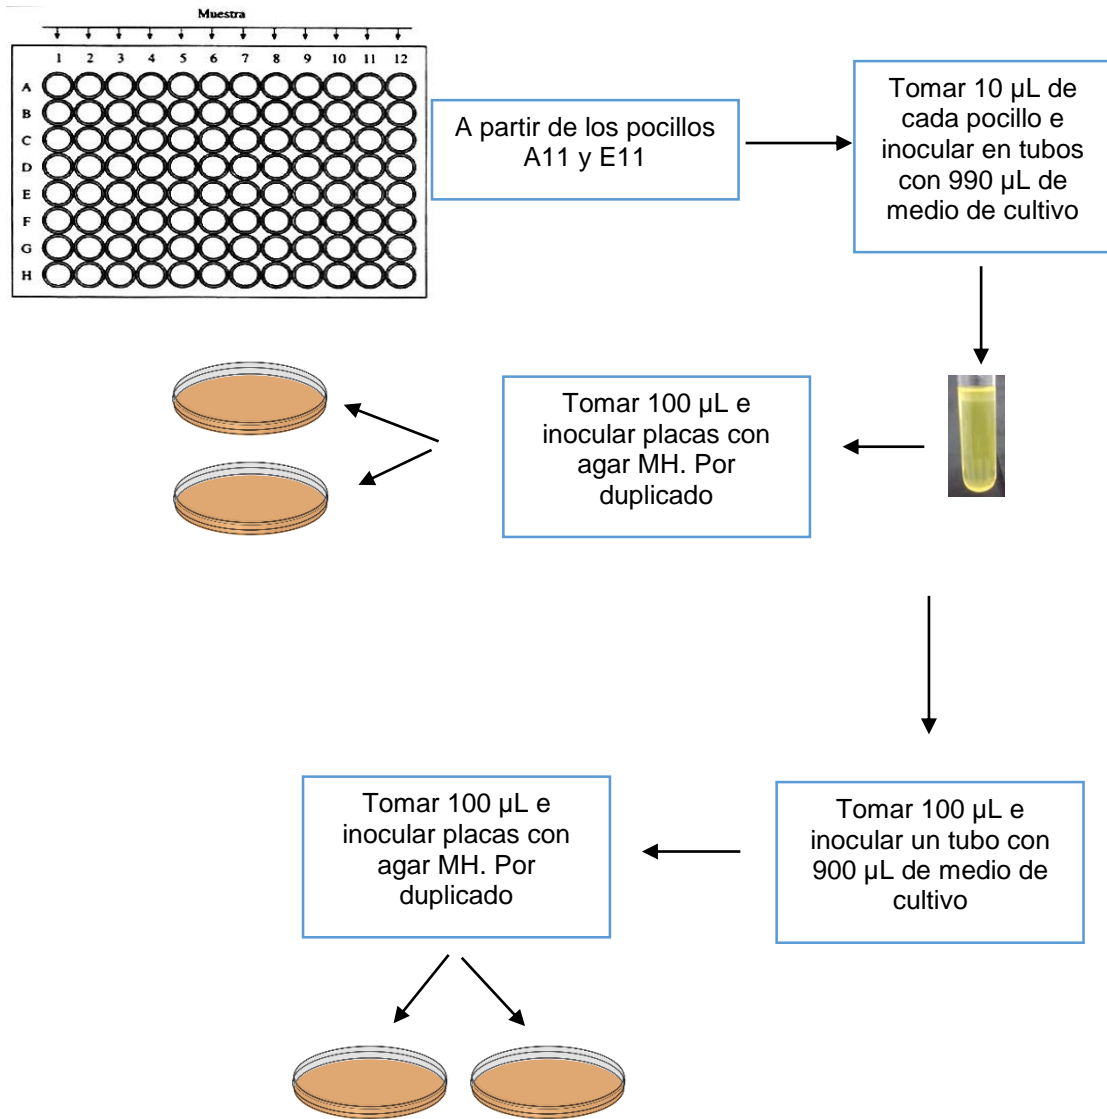 Muestra
1 2 3 4 5 6 7 8 9 10 11 12
A
B
C
D
E
F
G
H
A partir de los pocillos
A11 y E11
Tomar 10 µL de
cada pocillo e
inocular en tubos
con 990 µL de
medio de cultivo
Tomar 100 µL e
inocular placas con
agar MH. Por
duplicado
Tomar 100 µL e
inocular un tubo con
900 µL de medio de
cultivo
Tomar 100 µL e
inocular placas con
agar MH. Por
duplicado